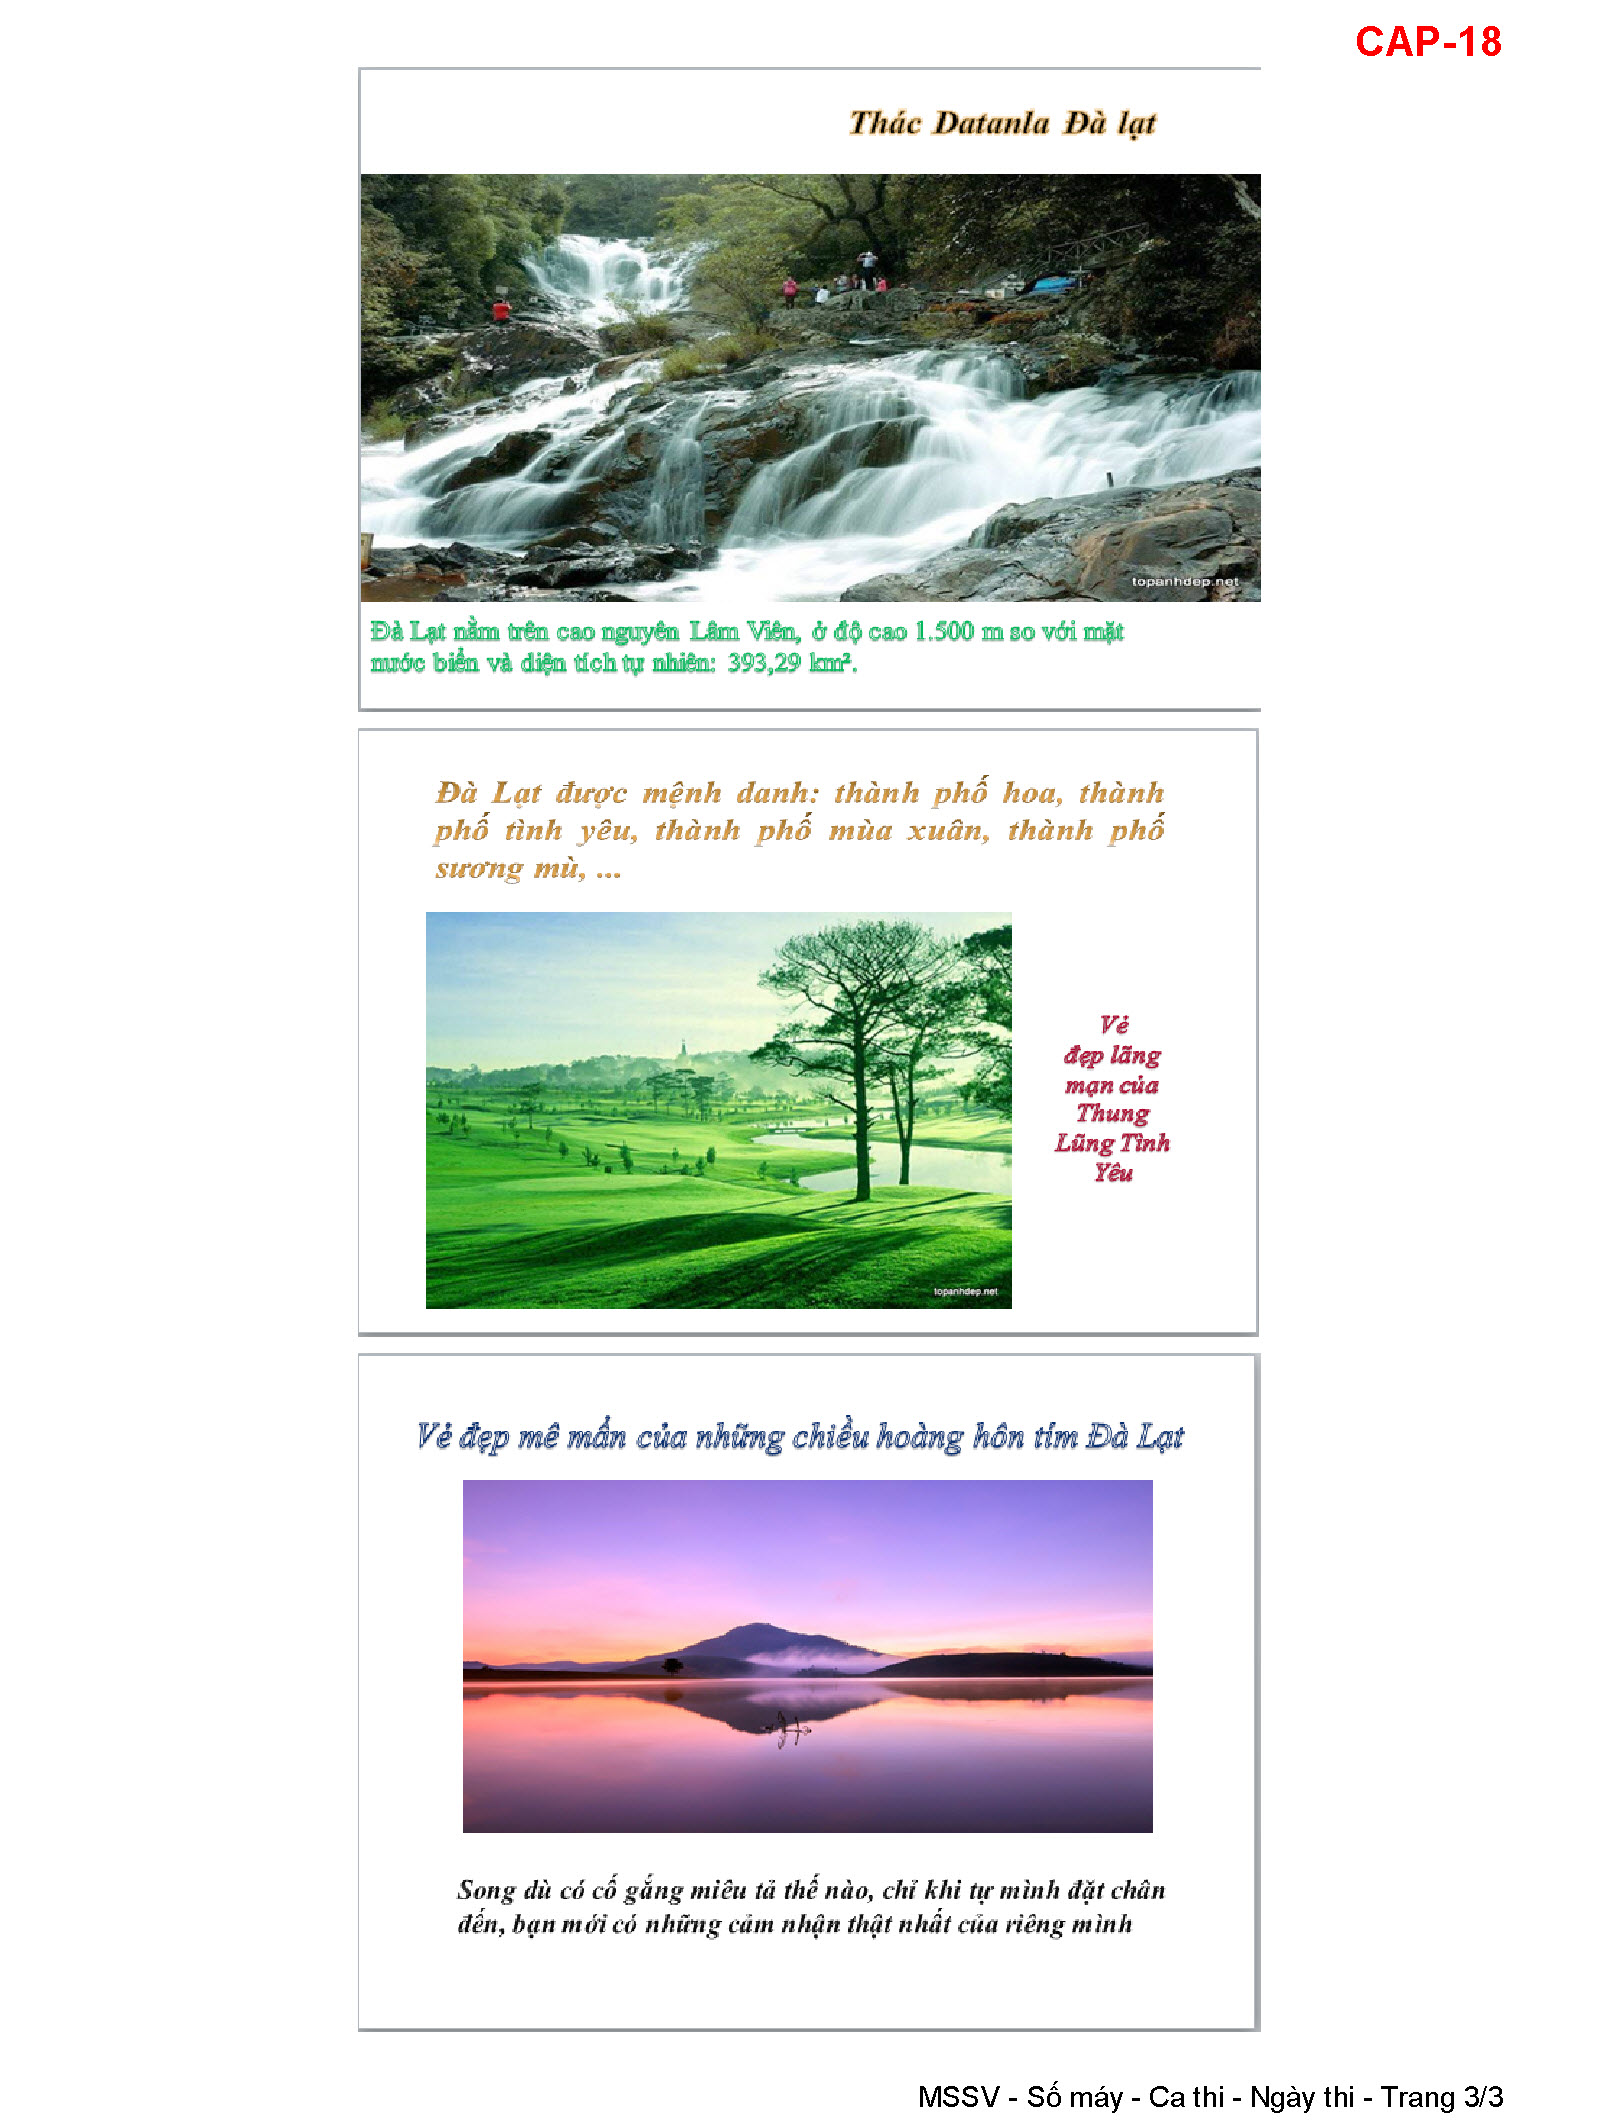 CAP-18
Thác Datanla Đà lạt
topanhdep.net
Đà Lạt nằm trên cao nguyên Lâm Viên, ở độ cao 1.500 m so với mặt
nước biển và diện tích tự nhiên: 393,29 km².
Đà Lạt được mệnh danh: thành phố hoa, thành
phố tình yêu, thành phố mùa xuân, thành phố
sương mù, ...
Vẻ
đẹp lãng
mạn của
Thung
Lũng Tình
Yêu
topanhdep.net
Vẻ đẹp mê mẩn của những chiều hoàng hôn tím Đà Lạt
Song dù có cố gắng miêu tả thế nào, chỉ khi tự mình đặt chân
đến, bạn mới có những cảm nhận thật nhất của riêng mình
MSSV - Số máy - Ca thi - Ngày thi - Trang 3/3